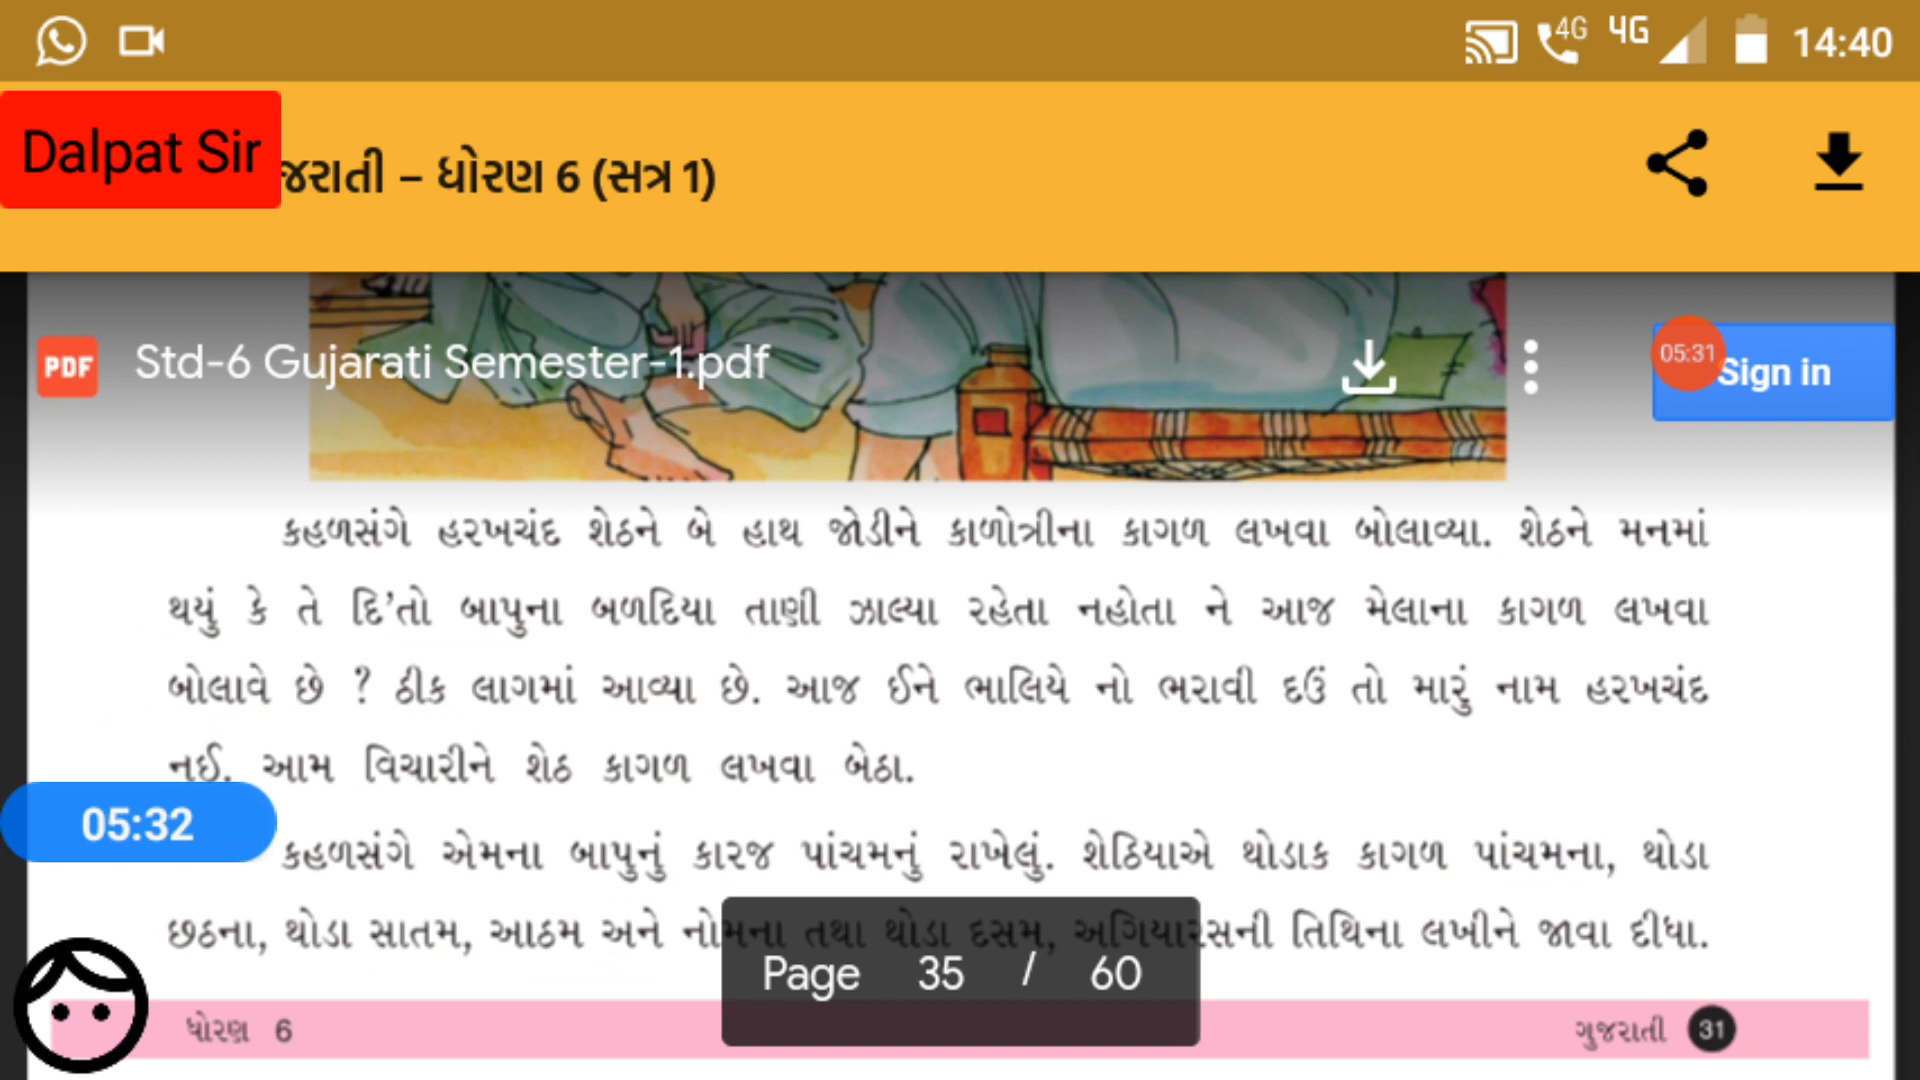 4G 4G 14:40
Dalpat Sir
જરાતી – ધોરણ 6 (સત્ર 1)
PDF Std-6 Gujarati Semester-1.pdf 05:31 Sign in
કહળસંગે હરખચંદ શેઠને બે હાથ જોડીને કાળોત્રીના કાગળ લખવા બોલાવ્યા. શેઠને મનમાં
થયું કે તે દિ’તો બાપુના બળદિયા તાણી ઝાલ્યા રહેતા નહોતા ને આજ મેલાના કાગળ લખવા
બોલાવે છે ? ઠીક લાગમાં આવ્યા છે. આજ ઈને ભાલિયે નો ભરાવી દઉં તો મારું નામ હરખચંદ
નઈ. આમ વિચારીને શેઠ કાગળ લખવા બેઠા.
05:32
કહળસંગે એમના બાપુનું કારજ પાંચમનું રાખેલું. શેઠિયાએ થોડાક કાગળ પાંચમના, થોડા
છઠના, થોડા સાતમ, આઠમ અને નોમના તથા થોડા દસમ, અગિયારસની તિથિના લખીને જાવા દીધા.
Page 35 / 60
ધોરણ 6 ગુજરાતી 31